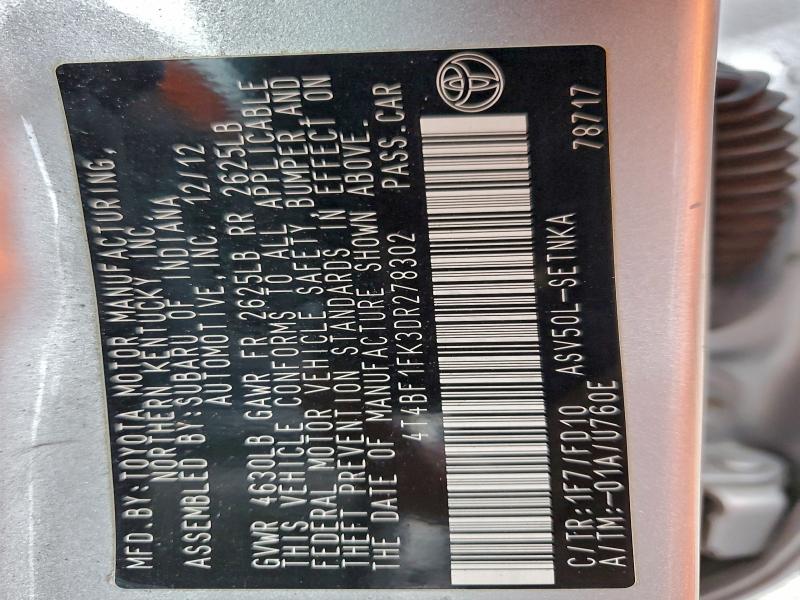 MFD.BY:TOYOTA MOTOR MANUFACTURING,
NORTHERN KENTUCKY INC.
ASSEMBLED BY:SUBARU OF INDIANA
AUTOMOTIVE,INC. 12/12
GVWR 4630LB GAWR FR 2625LB RR 2625LB
THIS VEHICLE CONFORMS TO ALL APPLICABLE
FEDERAL MOTOR VEHICLE SAFETY BUMPER,AND
THEFT PREVENTION STANDARDS IN EFFECT ON
THE DATE OF MANUFACTURE SHOWN ABOVE.
4T4BF1FK3DR278302 PASS.CAR
C/TR:1F7/FD10 ASV50L-SETNKA
A/TM:-01A/U760E 78717